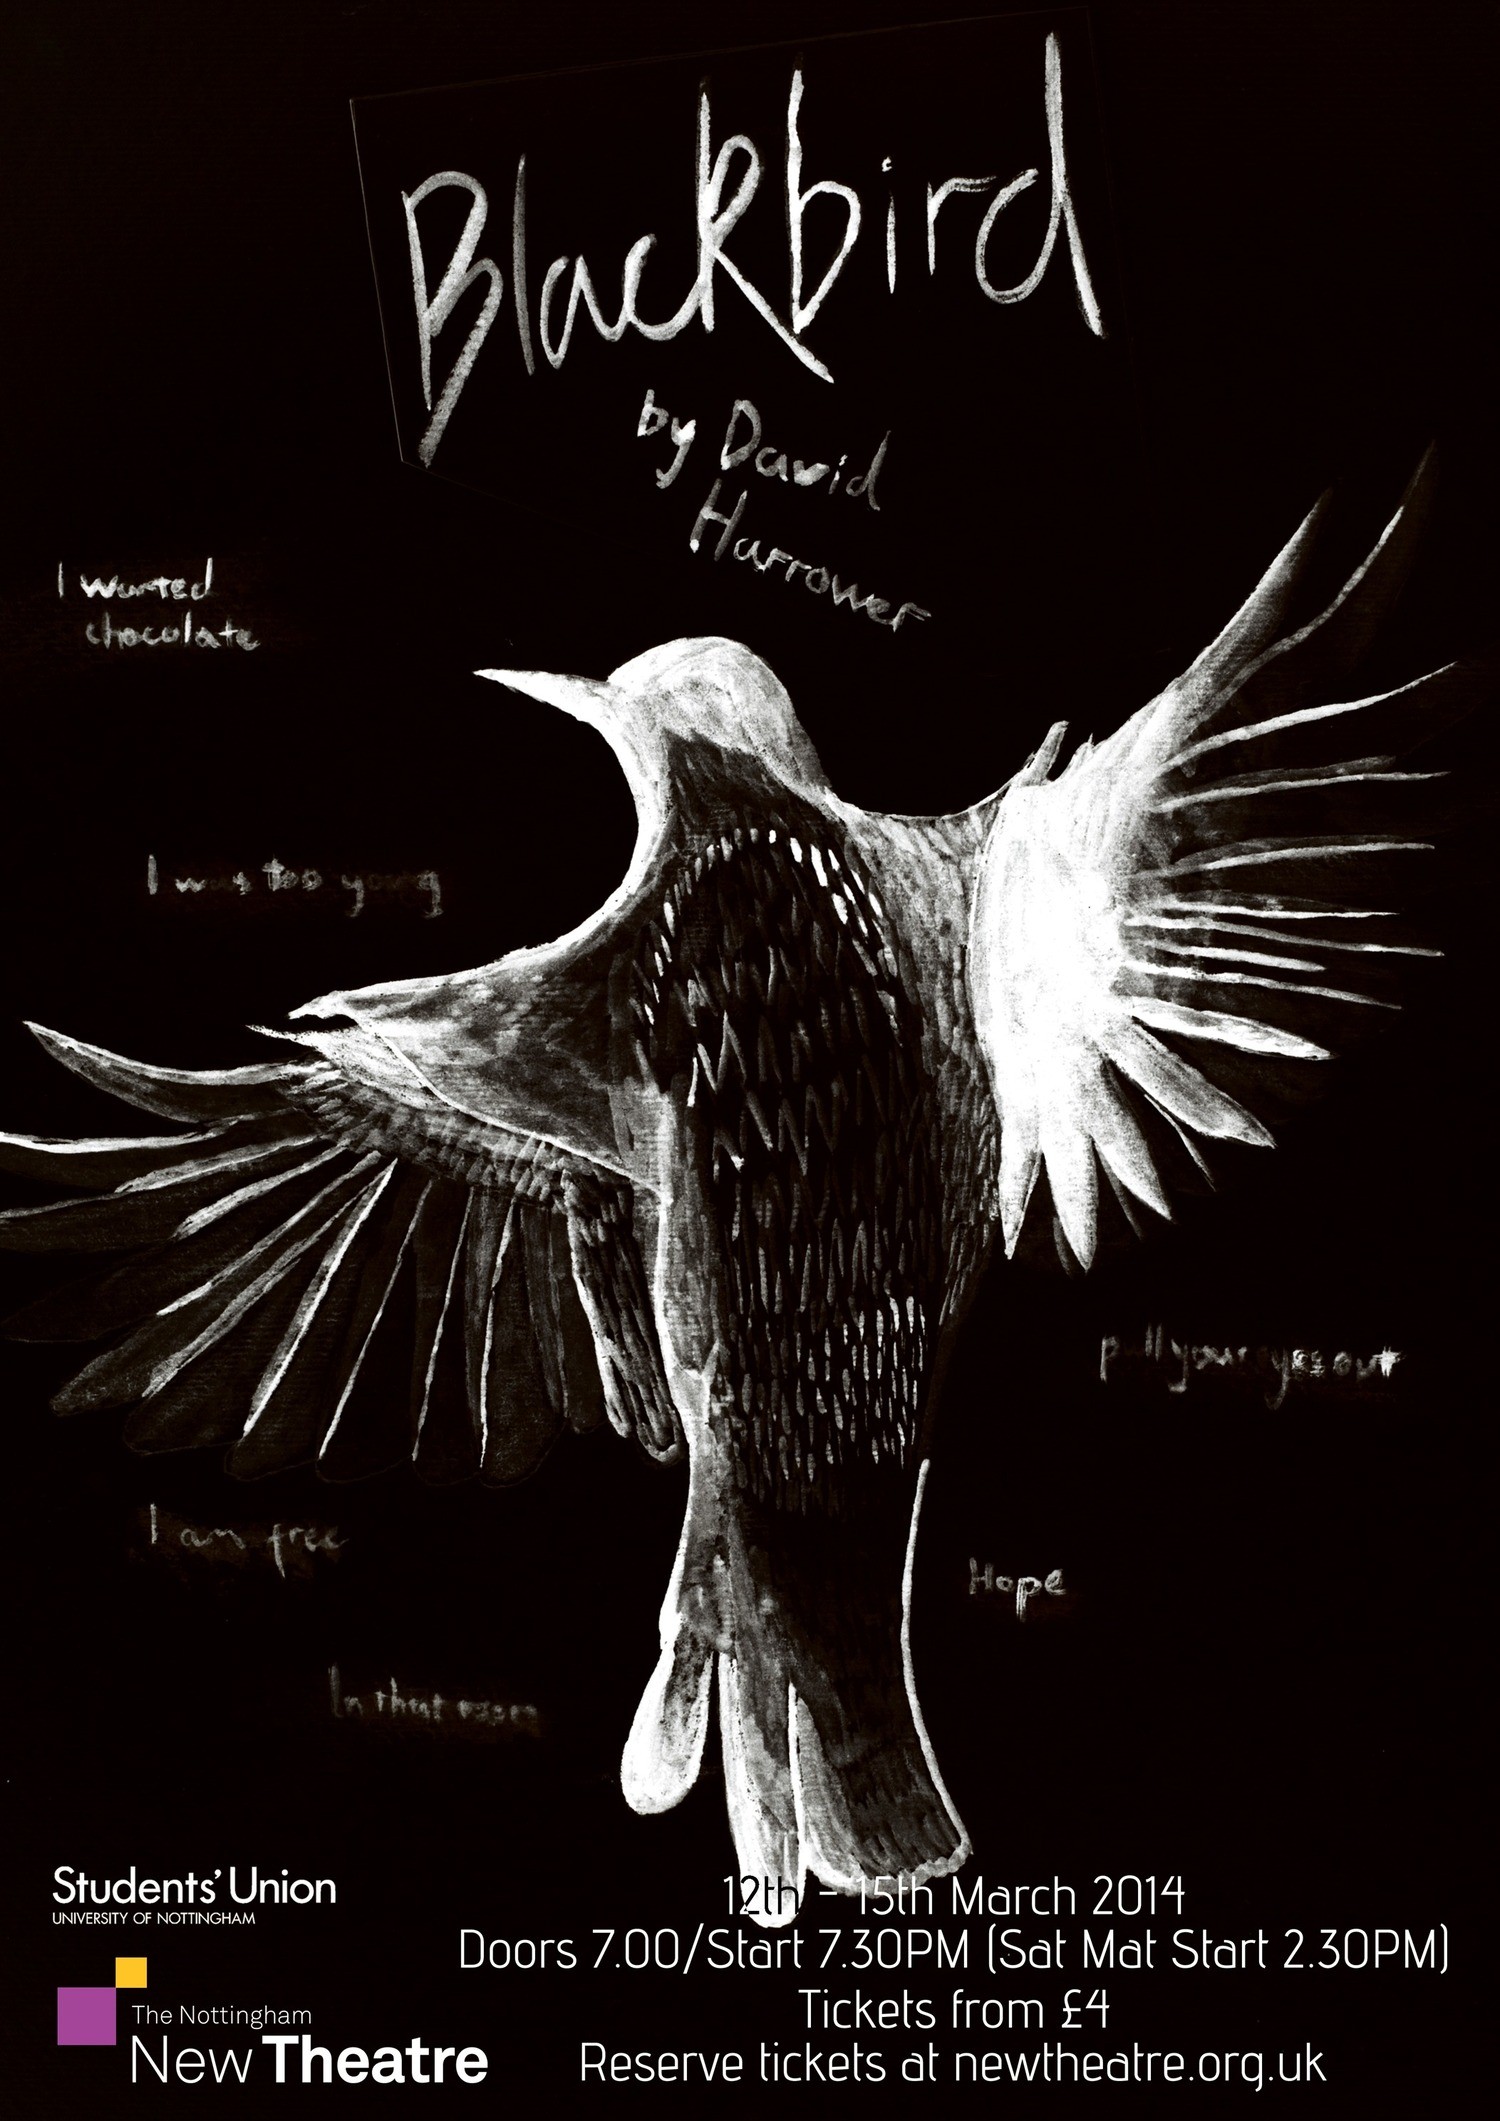 Blackbird
by David
Harrower
I wanted
chocolate
I was too young
pull your eyes out
I am free
Hope
In that room
Students' Union
UNIVERSITY OF NOTTINGHAM
The Nottingham
New Theatre
12th - 15th March 2014
Doors 7.00/Start 7.30PM (Sat Mat Start 2.30PM)
Tickets from £4
Reserve tickets at newtheatre.org.uk